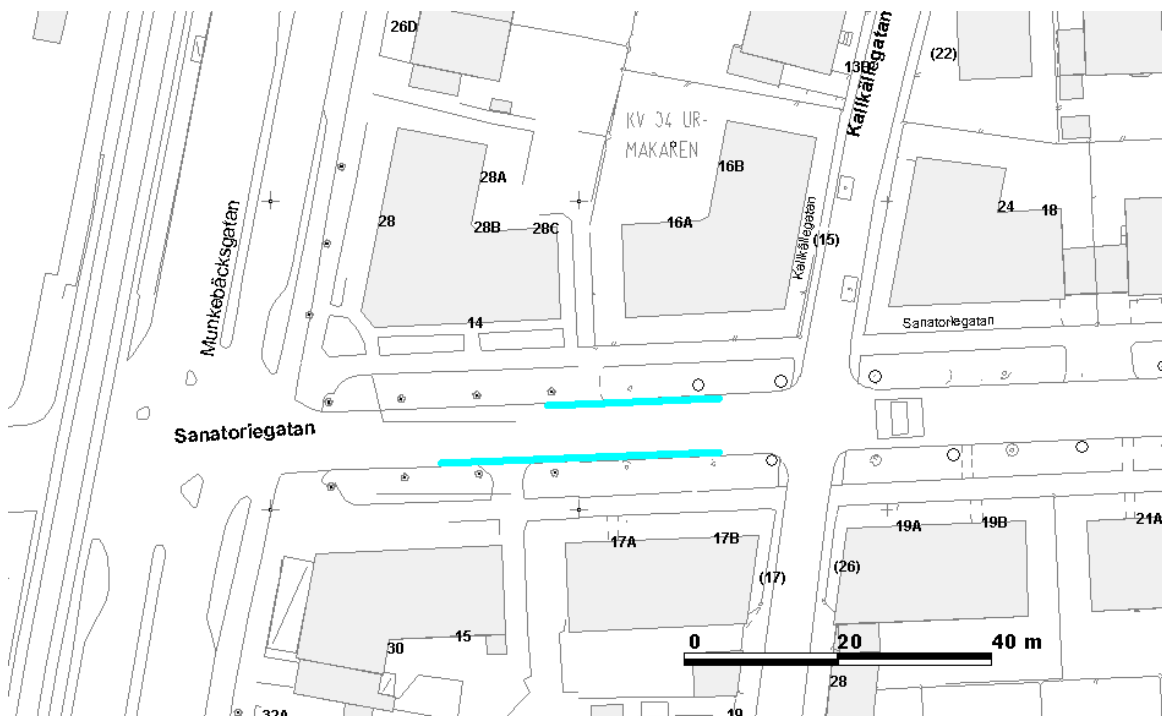 26D
13B
Kallkällegatan
(22)
KV 34 UR-
MAKAREN
16B
28A
28
28B
28C
16A
24
18
Munkebäcksgatan
Kallkällegatan
(15)
14
Sanatoriegatan
Sanatoriegatan
17A
17B
19A
19B
21A
(17)
(26)
15
30
0 20 40 m
28
19
32A